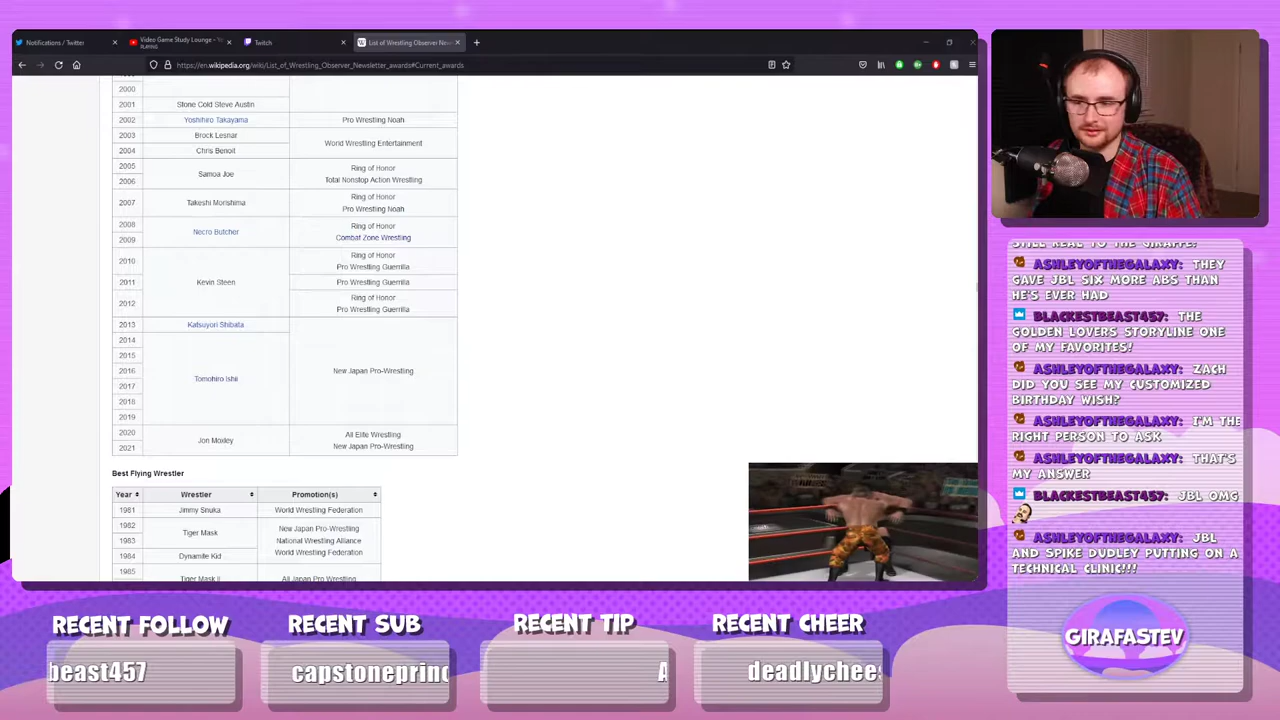 Notifications / Twitter
Video Game Study Lounge
PLAYING
Twitch
List of Wrestling Observer New
https://en.wikipedia.org/wiki/List_of_Wrestling_Observer_Newsletter_awards#Current_awards
2000
2001 Stone Cold Steve Austin
2002 Yoshihiro Takayama Pro Wrestling Noah
2003 Brock Lesnar
World Wrestling Entertainment
2004 Chris Benoit
2005 Ring of Honor
Samoa Joe
2006 Total Nonstop Action Wrestling
Ring of Honor
2007 Takeshi Morishima
Pro Wrestling Noah
2008 Ring of Honor
Necro Butcher
2009 Combat Zone Wrestling
Ring of Honor
2010
Pro Wrestling Guerrilla
2011 Kevin Steen Pro Wrestling Guerrilla
Ring of Honor
2012
Pro Wrestling Guerrilla
2013 Katsuyori Shibata
2014
2015
2016 New Japan Pro-Wrestling
Tomohiro Ishii
2017
2018
2019
2020 All Elite Wrestling
Jon Moxley
2021 New Japan Pro-Wrestling
Best Flying Wrestler
Year Wrestler Promotion(s)
1981 Jimmy Snuka World Wrestling Federation
1982 New Japan Pro-Wrestling
Tiger Mask
1983 National Wrestling Alliance
World Wrestling Federation
1984 Dynamite Kid
1985
Tiger Mask II All Japan Pro Wrestling
STILL REAL TO THE GIRAFFE!
ASHLEYOFTHEGALAXY: THEY
GAVE JBL SIX MORE ABS THAN
HE'S EVER HAD
BLACKESTBEAST457: THE
GOLDEN LOVERS STORYLINE ONE
OF MY FAVORITES!
ASHLEYOFTHEGALAXY: ZACH
DID YOU SEE MY CUSTOMIZED
BIRTHDAY WISH?
ASHLEYOFTHEGALAXY: I'M THE
RIGHT PERSON TO ASK
ASHLEYOFTHEGALAXY: THAT'S
MY ANSWER
BLACKESTBEAST457: JBL OMG
ASHLEYOFTHEGALAXY: JBL
AND SPIKE DUDLEY PUTTING ON A
TECHNICAL CLINIC!!!
GIRAFASTEV
RECENT FOLLOW
beast457
RECENT SUB
capstoneprinc
RECENT TIP
A
RECENT CHEER
deadlychee